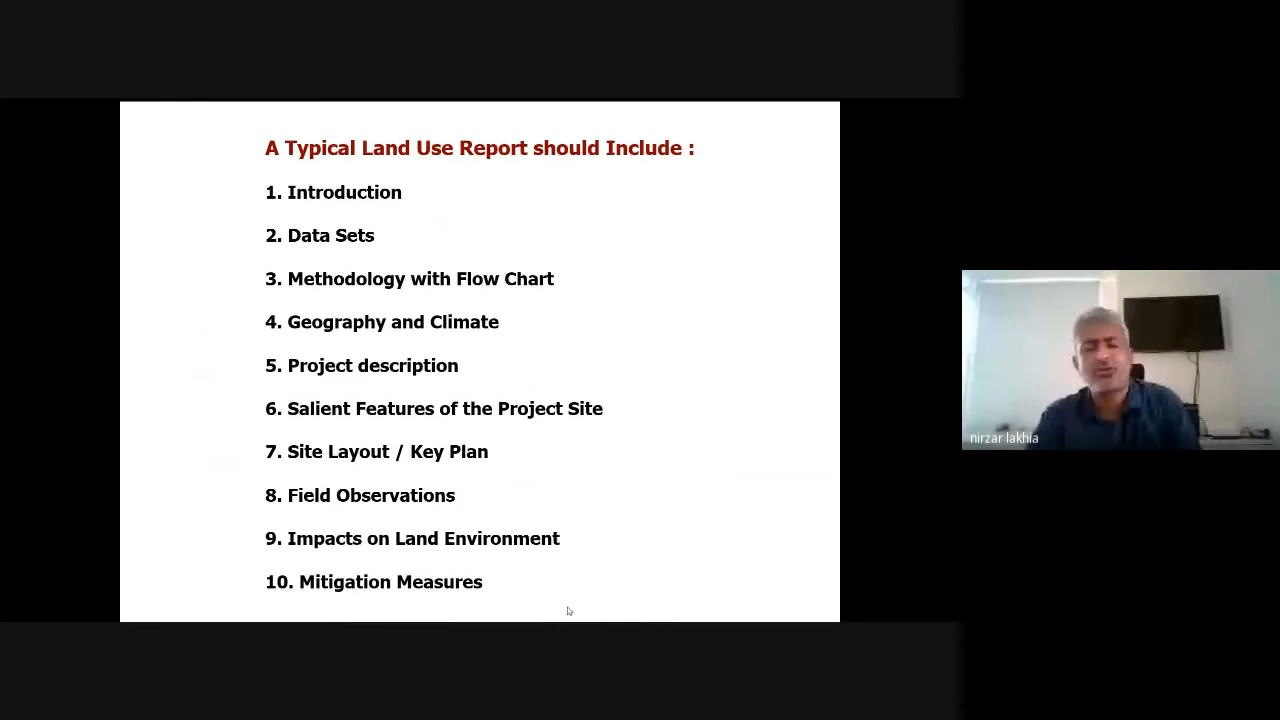 A Typical Land Use Report should Include :
1. Introduction
2. Data Sets
3. Methodology with Flow Chart
4. Geography and Climate
5. Project description
6. Salient Features of the Project Site
7. Site Layout / Key Plan
8. Field Observations
9. Impacts on Land Environment
10. Mitigation Measures
nirzar lakhia